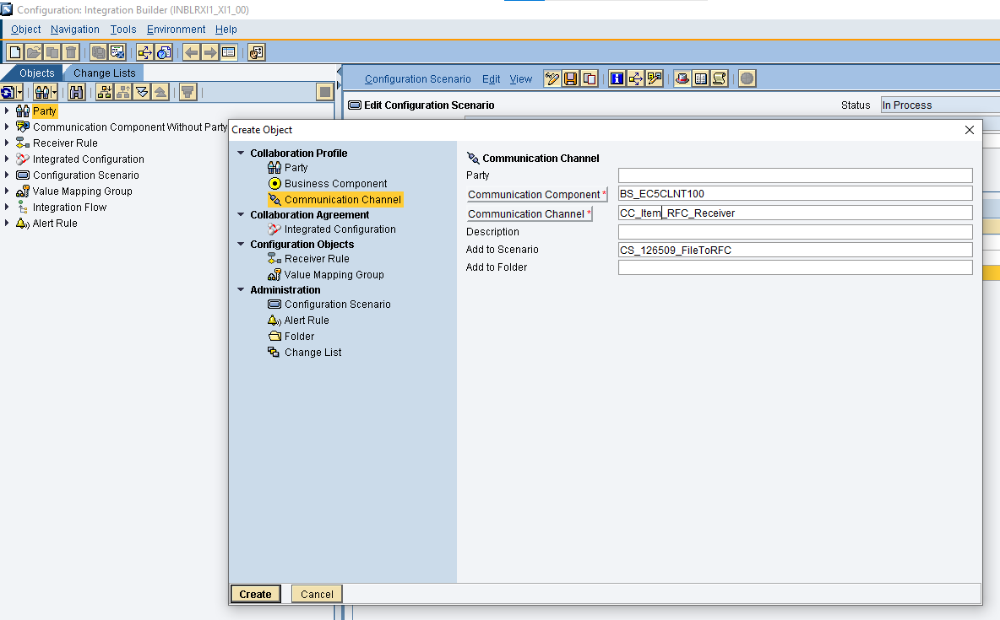 Configuration: Integration Builder (INBLRXI1_XI1_00)
Object Navigation Tools Environment Help
Objects Change Lists
Configuration Scenario Edit View
Party
Communication Component Without Party
Receiver Rule
Integrated Configuration
Configuration Scenario
Value Mapping Group
Integration Flow
Alert Rule
Edit Configuration Scenario
Status In Process
Create Object
Collaboration Profile
Party
Business Component
Communication Channel
Collaboration Agreement
Integrated Configuration
Configuration Objects
Receiver Rule
Value Mapping Group
Administration
Configuration Scenario
Alert Rule
Folder
Change List
Communication Channel
Party
Communication Component * BS_EC5CLNT100
Communication Channel * CC_Item_RFC_Receiver
Description
Add to Scenario CS_126509_FileToRFC
Add to Folder
Create Cancel